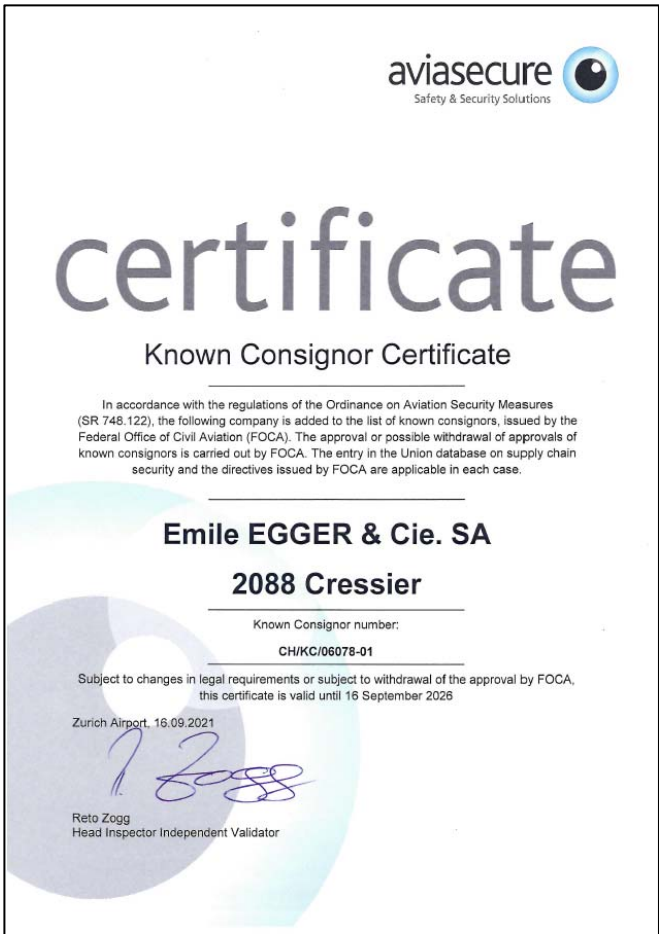 aviasecure
Safety & Security Solutions
certificate
Known Consignor Certificate
In accordance with the regulations of the Ordinance on Aviation Security Measures
(SR 748.122), the following company is added to the list of known consignors, issued by the
Federal Office of Civil Aviation (FOCA). The approval or possible withdrawal of approvals of
known consignors is carried out by FOCA. The entry in the Union database on supply chain
security and the directives issued by FOCA are applicable in each case.
Emile EGGER & Cie. SA
2088 Cressier
Known Consignor number:
CH/KC/06078-01
Subject to changes in legal requirements or subject to withdrawal of the approval by FOCA,
this certificate is valid until 16 September 2026
Zurich Airport, 16.09.2021
R. Zogg
Reto Zogg
Head Inspector Independent Validator